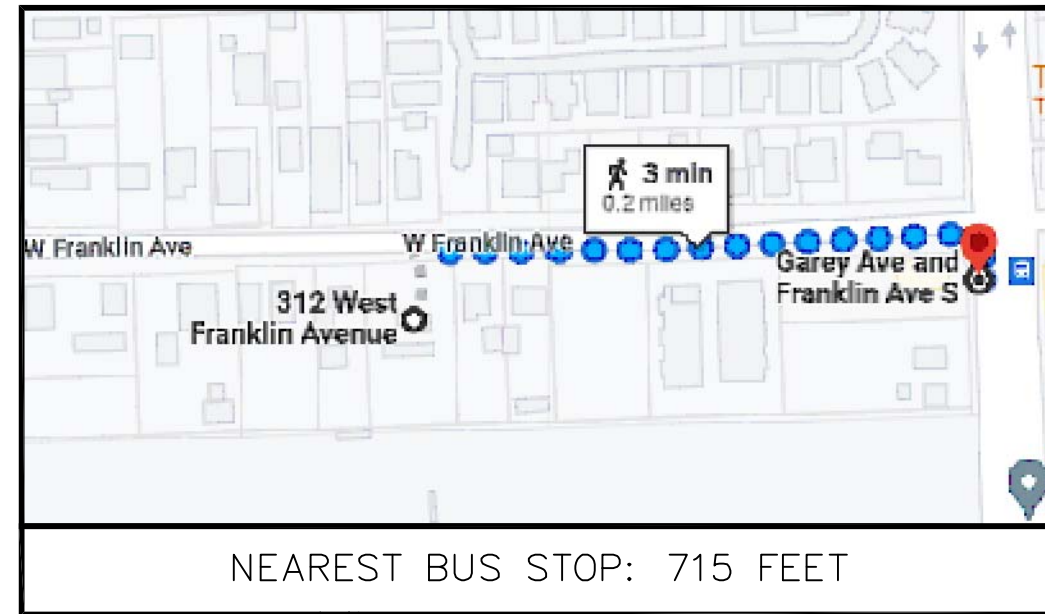 3 min
0.2 miles
W Franklin Ave
W Franklin Ave
Garey Ave and
Franklin Ave S
312 West
Franklin Avenue
T
T
NEAREST BUS STOP: 715 FEET